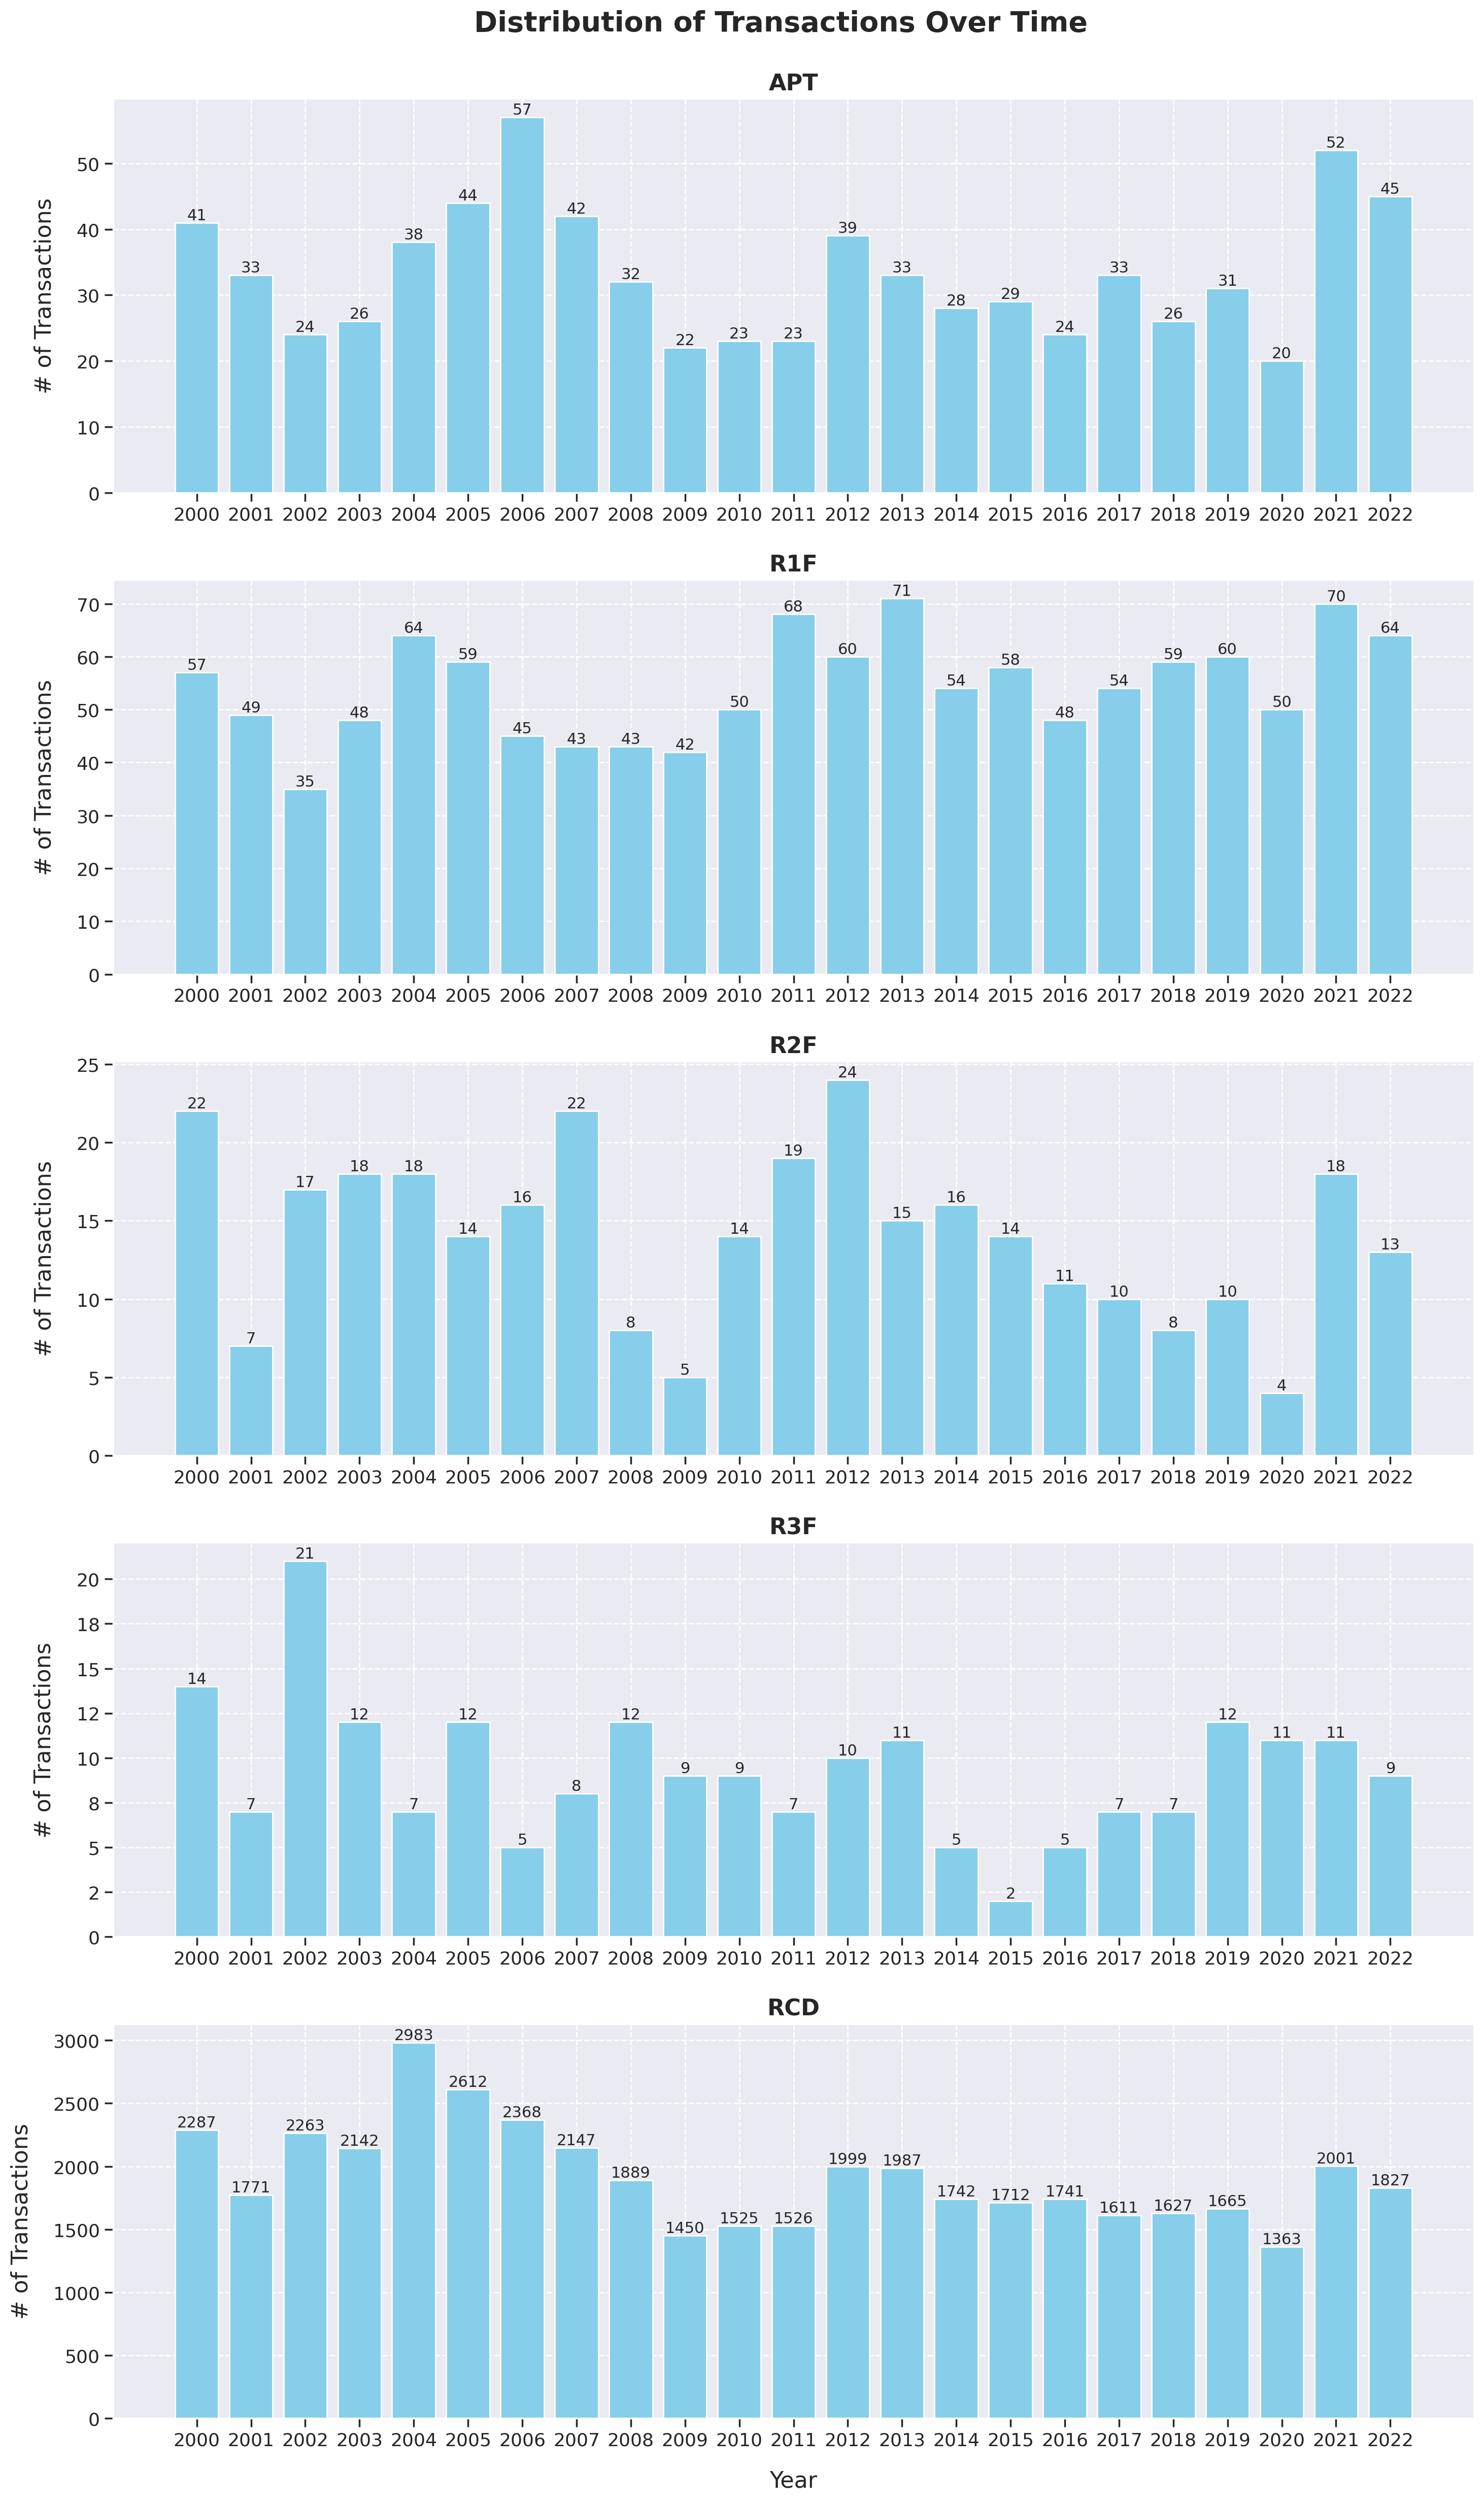 Distribution of Transactions Over Time
APT
# of Transactions
50
40
30
20
10
0
41 33 24 26 38 44 57 42 32 22 23 23 39 33 28 29 24 33 26 31 20 52 45
2000 2001 2002 2003 2004 2005 2006 2007 2008 2009 2010 2011 2012 2013 2014 2015 2016 2017 2018 2019 2020 2021 2022
R1F
# of Transactions
70
60
50
40
30
20
10
0
57 49 35 48 64 59 45 43 43 42 50 68 60 71 54 58 48 54 59 60 50 70 64
2000 2001 2002 2003 2004 2005 2006 2007 2008 2009 2010 2011 2012 2013 2014 2015 2016 2017 2018 2019 2020 2021 2022
R2F
# of Transactions
25
20
15
10
5
0
22 7 17 18 18 14 16 22 8 5 14 19 24 15 16 14 11 10 8 10 4 18 13
2000 2001 2002 2003 2004 2005 2006 2007 2008 2009 2010 2011 2012 2013 2014 2015 2016 2017 2018 2019 2020 2021 2022
R3F
# of Transactions
20
18
15
12
10
8
5
2
0
14 7 21 12 7 12 5 8 12 9 9 7 10 11 5 2 5 7 7 12 11 11 9
2000 2001 2002 2003 2004 2005 2006 2007 2008 2009 2010 2011 2012 2013 2014 2015 2016 2017 2018 2019 2020 2021 2022
RCD
# of Transactions
3000
2500
2000
1500
1000
500
0
2287 1771 2263 2142 2983 2612 2368 2147 1889 1450 1525 1526 1999 1987 1742 1712 1741 1611 1627 1665 1363 2001 1827
2000 2001 2002 2003 2004 2005 2006 2007 2008 2009 2010 2011 2012 2013 2014 2015 2016 2017 2018 2019 2020 2021 2022
Year